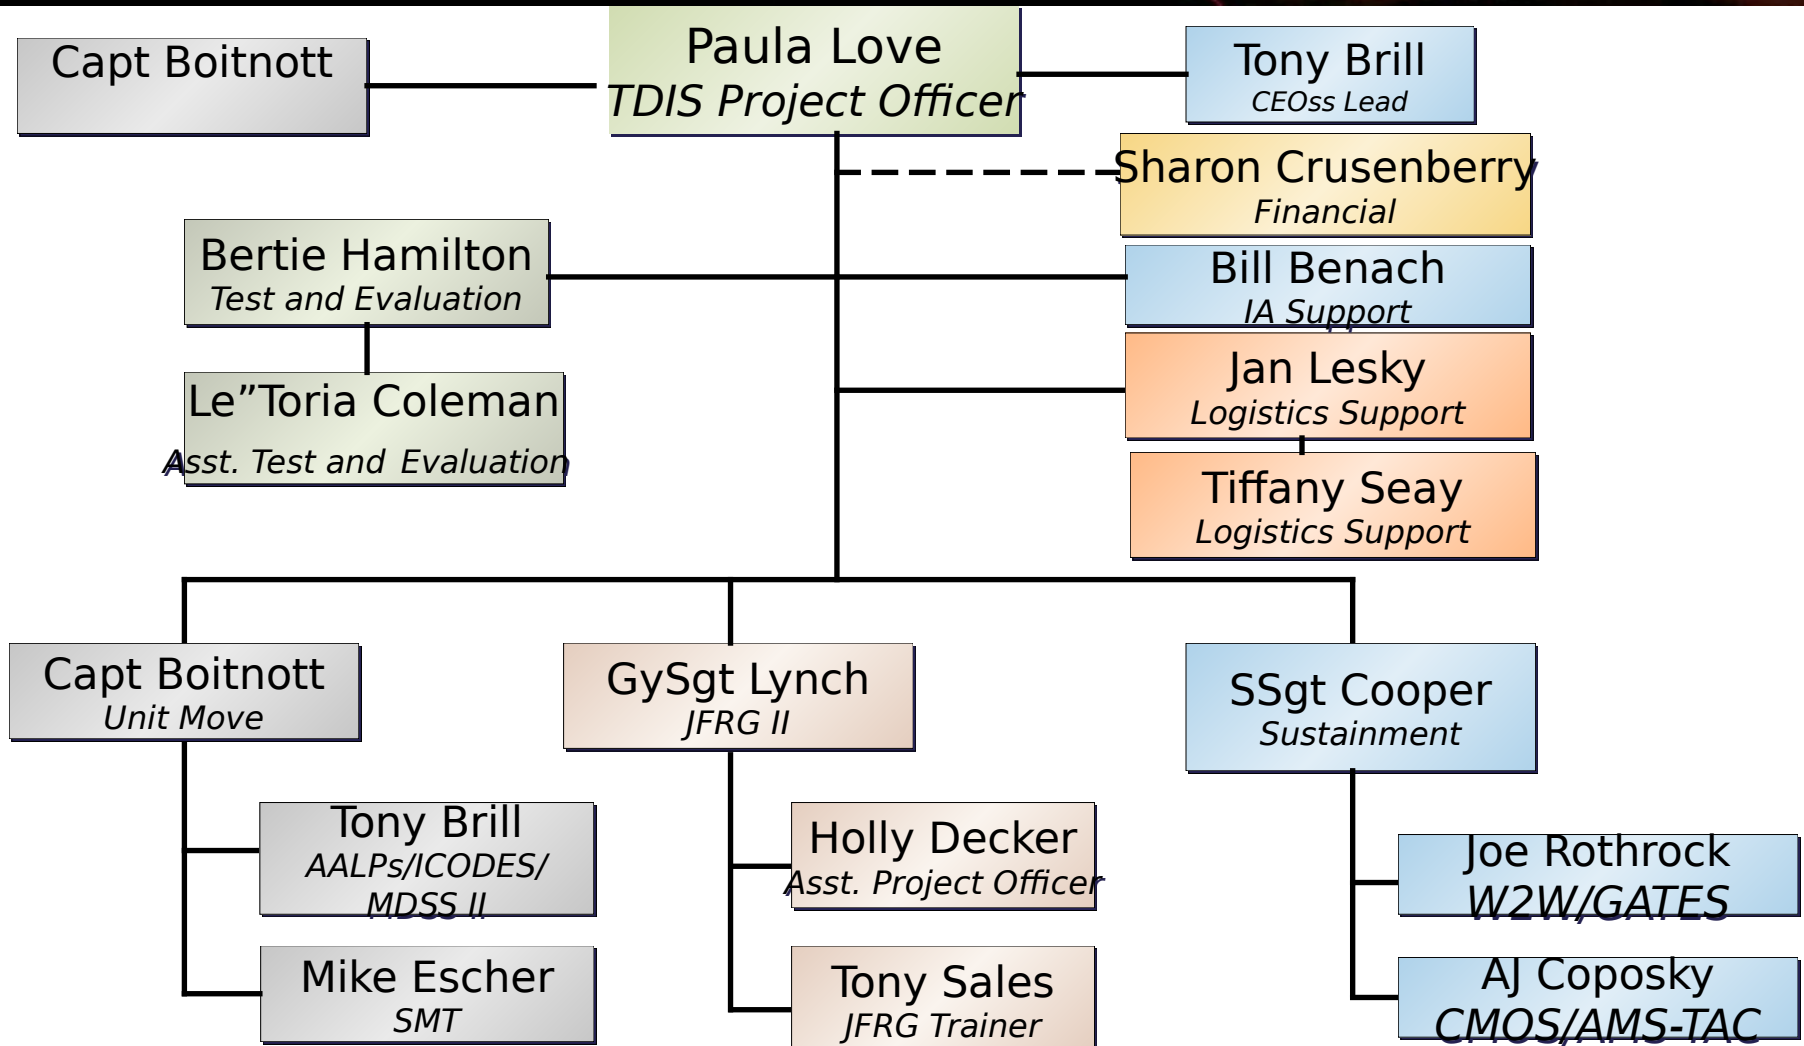 Capt Boitnott
Paula Love
TDIS Project Officer
Tony Brill
CEOss Lead
Sharon Crusenberry
Financial
Bertie Hamilton
Test and Evaluation
Bill Benach
IA Support
Jan Lesky
Logistics Support
Le”Toria Coleman
Asst. Test and Evaluation
Tiffany Seay
Logistics Support
Capt Boitnott
Unit Move
GySgt Lynch
JFRG II
SSgt Cooper
Sustainment
Tony Brill
AALPs/ICODES/
MDSS II
Holly Decker
Asst. Project Officer
Joe Rothrock
W2W/GATES
Mike Escher
SMT
Tony Sales
JFRG Trainer
AJ Coposky
CMOS/AMS-TAC